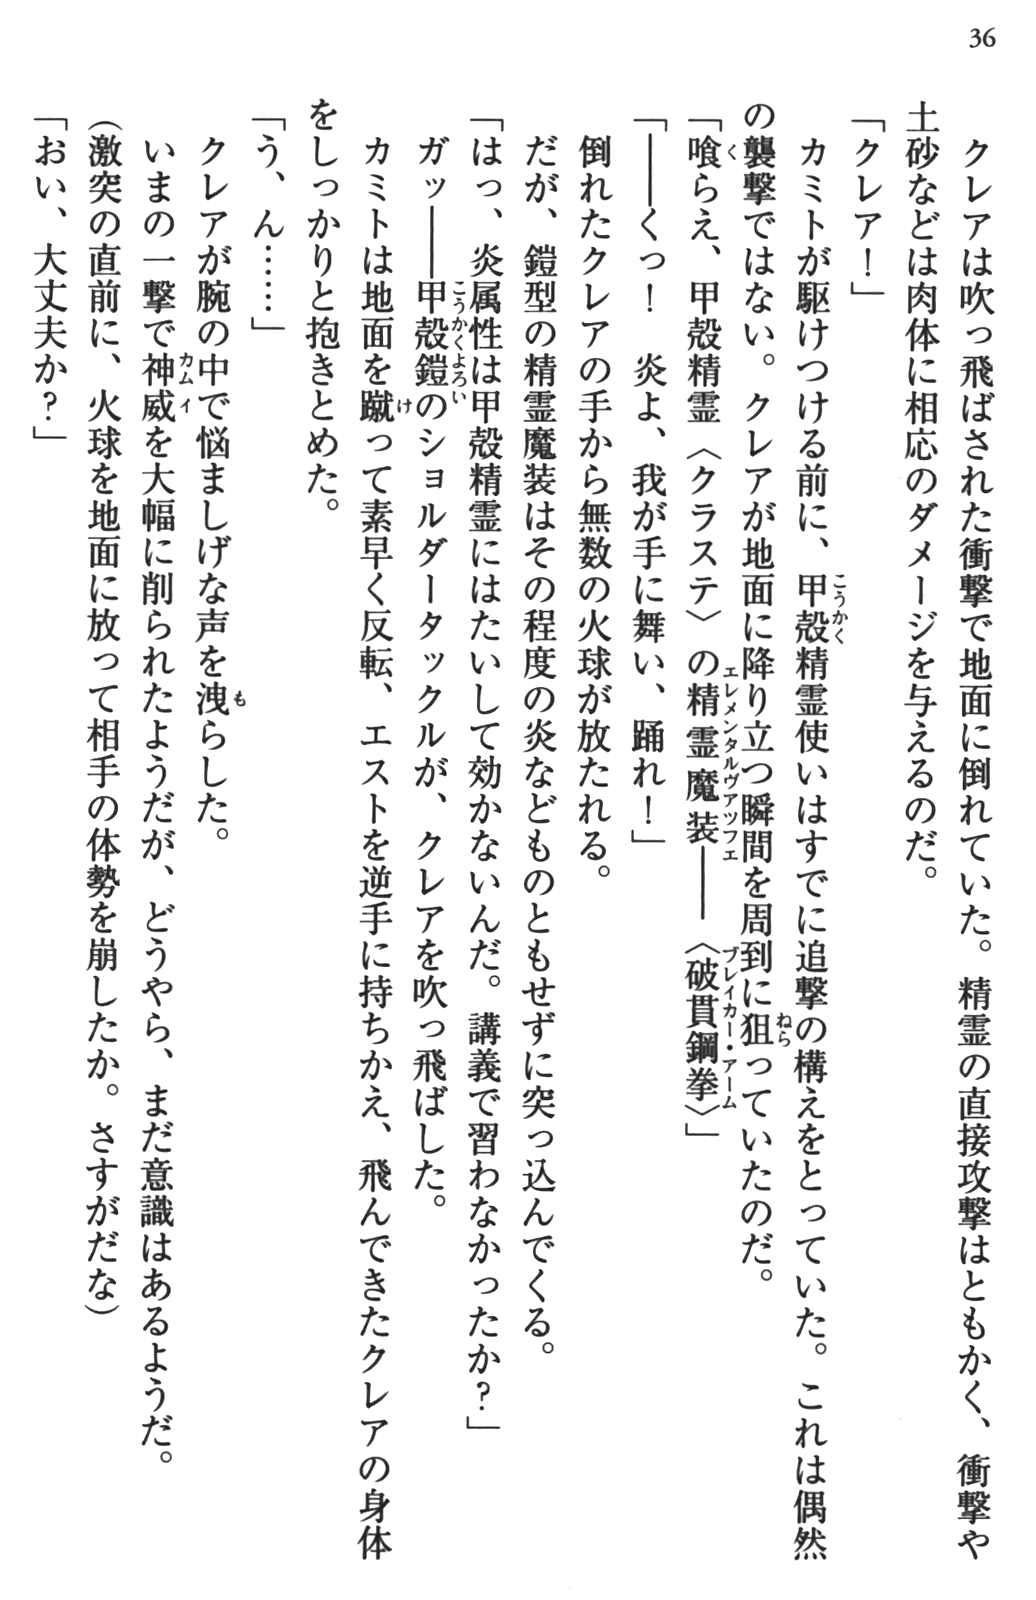 36
　クレアは吹っ飛ばされた衝撃で地面に倒れていた。精霊の直接攻撃はともかく、衝撃や
土砂などは肉体に相応のダメージを与えるのだ。
「クレア！」
　カミトが駆けつける前に、甲殻精霊使いはすでに追撃の構えをとっていた。これは偶然
の襲撃ではない。クレアが地面に降り立つ瞬間を周到に狙っていたのだ。
「喰らえ、甲殻精霊〈クラステ〉の精霊魔装――〈破貫鋼拳〉」
「――くっ！　炎よ、我が手に舞い、踊れ！」
　倒れたクレアの手から無数の火球が放たれる。
　だが、鎧型の精霊魔装はその程度の炎などものともせずに突っ込んでくる。
「はっ、炎属性は甲殻精霊にはたいして効かないんだ。講義で習わなかったか？」
　ガッ――甲殻鎧のショルダータックルが、クレアを吹っ飛ばした。
　カミトは地面を蹴って素早く反転、エストを逆手に持ちかえ、飛んできたクレアの身体
をしっかりと抱きとめた。
「う、ん……」
　クレアが腕の中で悩ましげな声を洩らした。
　いまの一撃で神威を大幅に削られたようだが、どうやら、まだ意識はあるようだ。
（激突の直前に、火球を地面に放って相手の体勢を崩したか。さすがだな）
「おい、大丈夫か？」